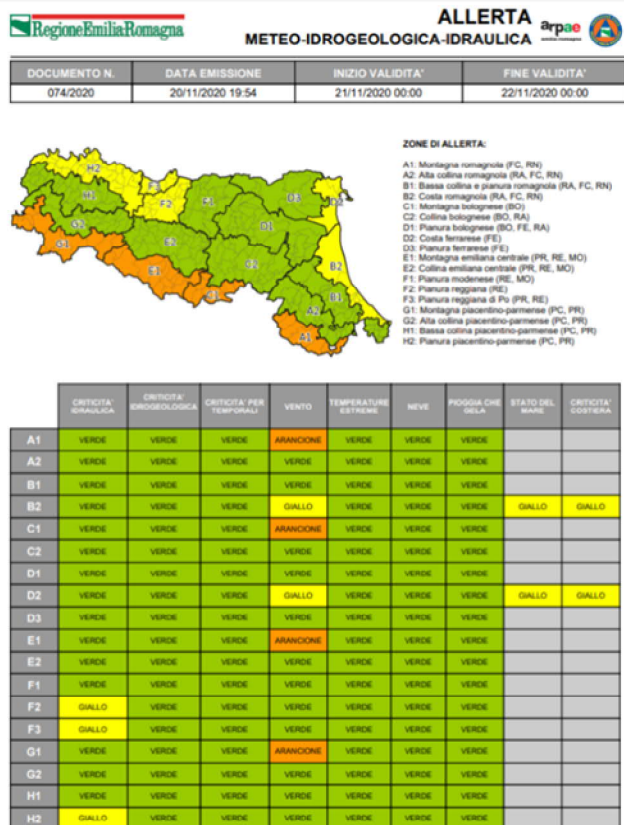 RegioneEmiliaRomagna
ALLERTA
METEO-IDROGEOLOGICA-IDRAULICA
arpae
DOCUMENTO N. DATA EMISSIONE INIZIO VALIDITA' FINE VALIDITA'
074/2020 20/11/2020 19:54 21/11/2020 00:00 22/11/2020 00:00
ZONE DI ALLERTA:
A1: Montagna romagnola (FC, RN)
A2: Alta collina romagnola (RA, FC, RN)
B1: Bassa collina e pianura romagnola (RA, FC, RN)
B2: Costa romagnola (RA, FC, RN)
C1: Montagna bolognese (BO)
C2: Collina bolognese (BO, RA)
D1: Pianura bolognese (BO, FE, RA)
D2: Costa ferrarese (FE)
D3: Pianura ferrarese (FE)
E1: Montagna emiliana centrale (PR, RE, MO)
E2: Collina emiliana centrale (PR, RE, MO)
F1: Pianura modenese (RE, MO)
F2: Pianura reggiana (RE)
F3: Pianura reggiana di Po (PR, RE)
G1: Montagna piacentino-parmense (PC, PR)
G2: Alta collina piacentino-parmense (PC, PR)
H1: Bassa collina piacentino-parmense (PC, PR)
H2: Pianura piacentino-parmense (PC, PR)
H2
F3
H1 F2 F1 D3 D2
G2 D1
G1 E2
E1 C2 B2
C1 B1
A2
A1
CRITICITA' IDRAULICA CRITICITA' IDROGEOLOGICA CRITICITA' PER TEMPORALI VENTO TEMPERATURE ESTREME NEVE PIOGGIA CHE GELA STATO DEL MARE CRITICITA' COSTIERA
A1 VERDE VERDE VERDE ARANCIONE VERDE VERDE VERDE
A2 VERDE VERDE VERDE VERDE VERDE VERDE VERDE
B1 VERDE VERDE VERDE VERDE VERDE VERDE VERDE
B2 VERDE VERDE VERDE GIALLO VERDE VERDE VERDE GIALLO GIALLO
C1 VERDE VERDE VERDE ARANCIONE VERDE VERDE VERDE
C2 VERDE VERDE VERDE VERDE VERDE VERDE VERDE
D1 VERDE VERDE VERDE VERDE VERDE VERDE VERDE
D2 VERDE VERDE VERDE GIALLO VERDE VERDE VERDE GIALLO GIALLO
D3 VERDE VERDE VERDE VERDE VERDE VERDE VERDE
E1 VERDE VERDE VERDE ARANCIONE VERDE VERDE VERDE
E2 VERDE VERDE VERDE VERDE VERDE VERDE VERDE
F1 VERDE VERDE VERDE VERDE VERDE VERDE VERDE
F2 GIALLO VERDE VERDE VERDE VERDE VERDE VERDE
F3 GIALLO VERDE VERDE VERDE VERDE VERDE VERDE
G1 VERDE VERDE VERDE ARANCIONE VERDE VERDE VERDE
G2 VERDE VERDE VERDE VERDE VERDE VERDE VERDE
H1 VERDE VERDE VERDE VERDE VERDE VERDE VERDE
H2 GIALLO VERDE VERDE VERDE VERDE VERDE VERDE